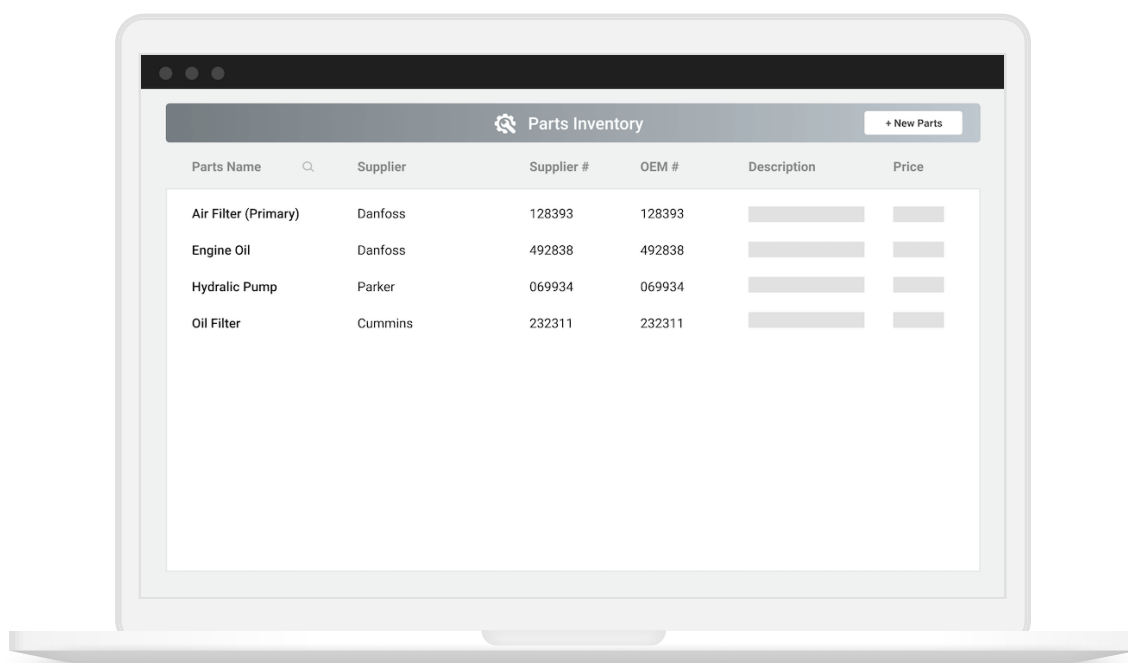 Parts Inventory
+ New Parts
Parts Name Supplier Supplier # OEM # Description Price
Air Filter (Primary) Danfoss 128393 128393
Engine Oil Danfoss 492838 492838
Hydralic Pump Parker 069934 069934
Oil Filter Cummins 232311 232311